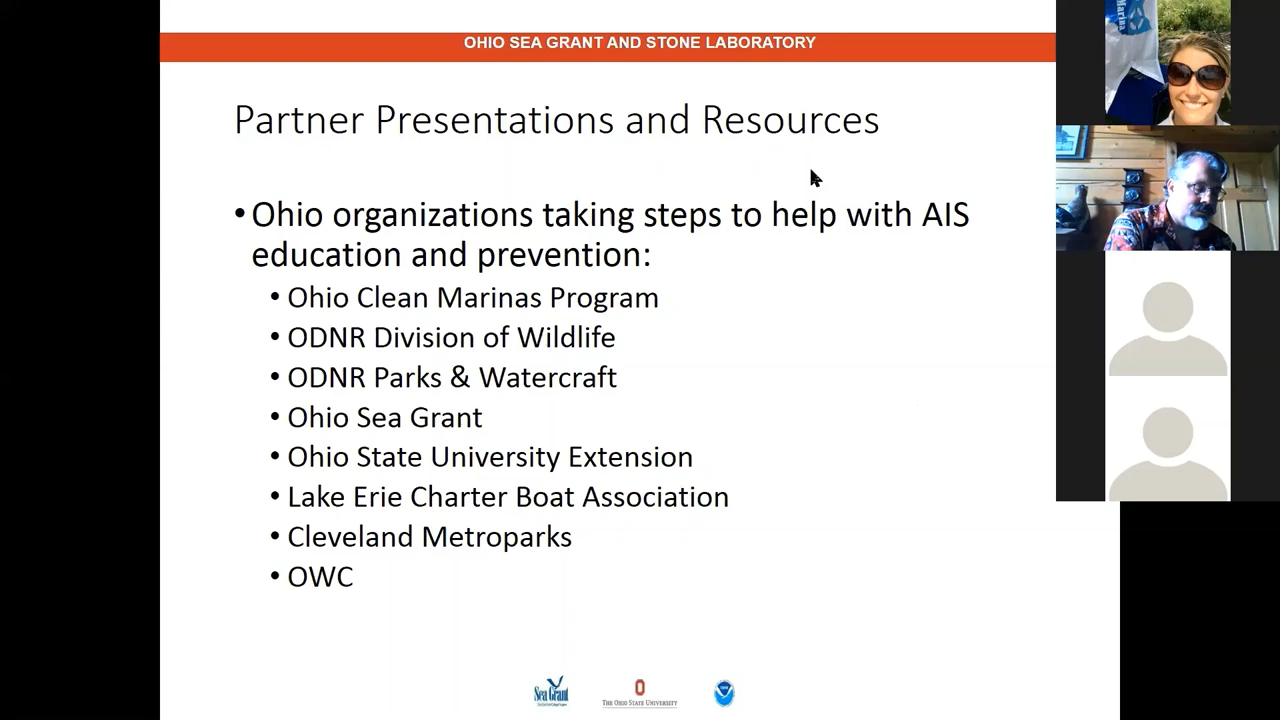 OHIO SEA GRANT AND STONE LABORATORY
Marina
Partner Presentations and Resources
• Ohio organizations taking steps to help with AIS
education and prevention:
• Ohio Clean Marinas Program
• ODNR Division of Wildlife
• ODNR Parks & Watercraft
• Ohio Sea Grant
• Ohio State University Extension
• Lake Erie Charter Boat Association
• Cleveland Metroparks
• OWC
Sea Grant
THE OHIO STATE UNIVERSITY